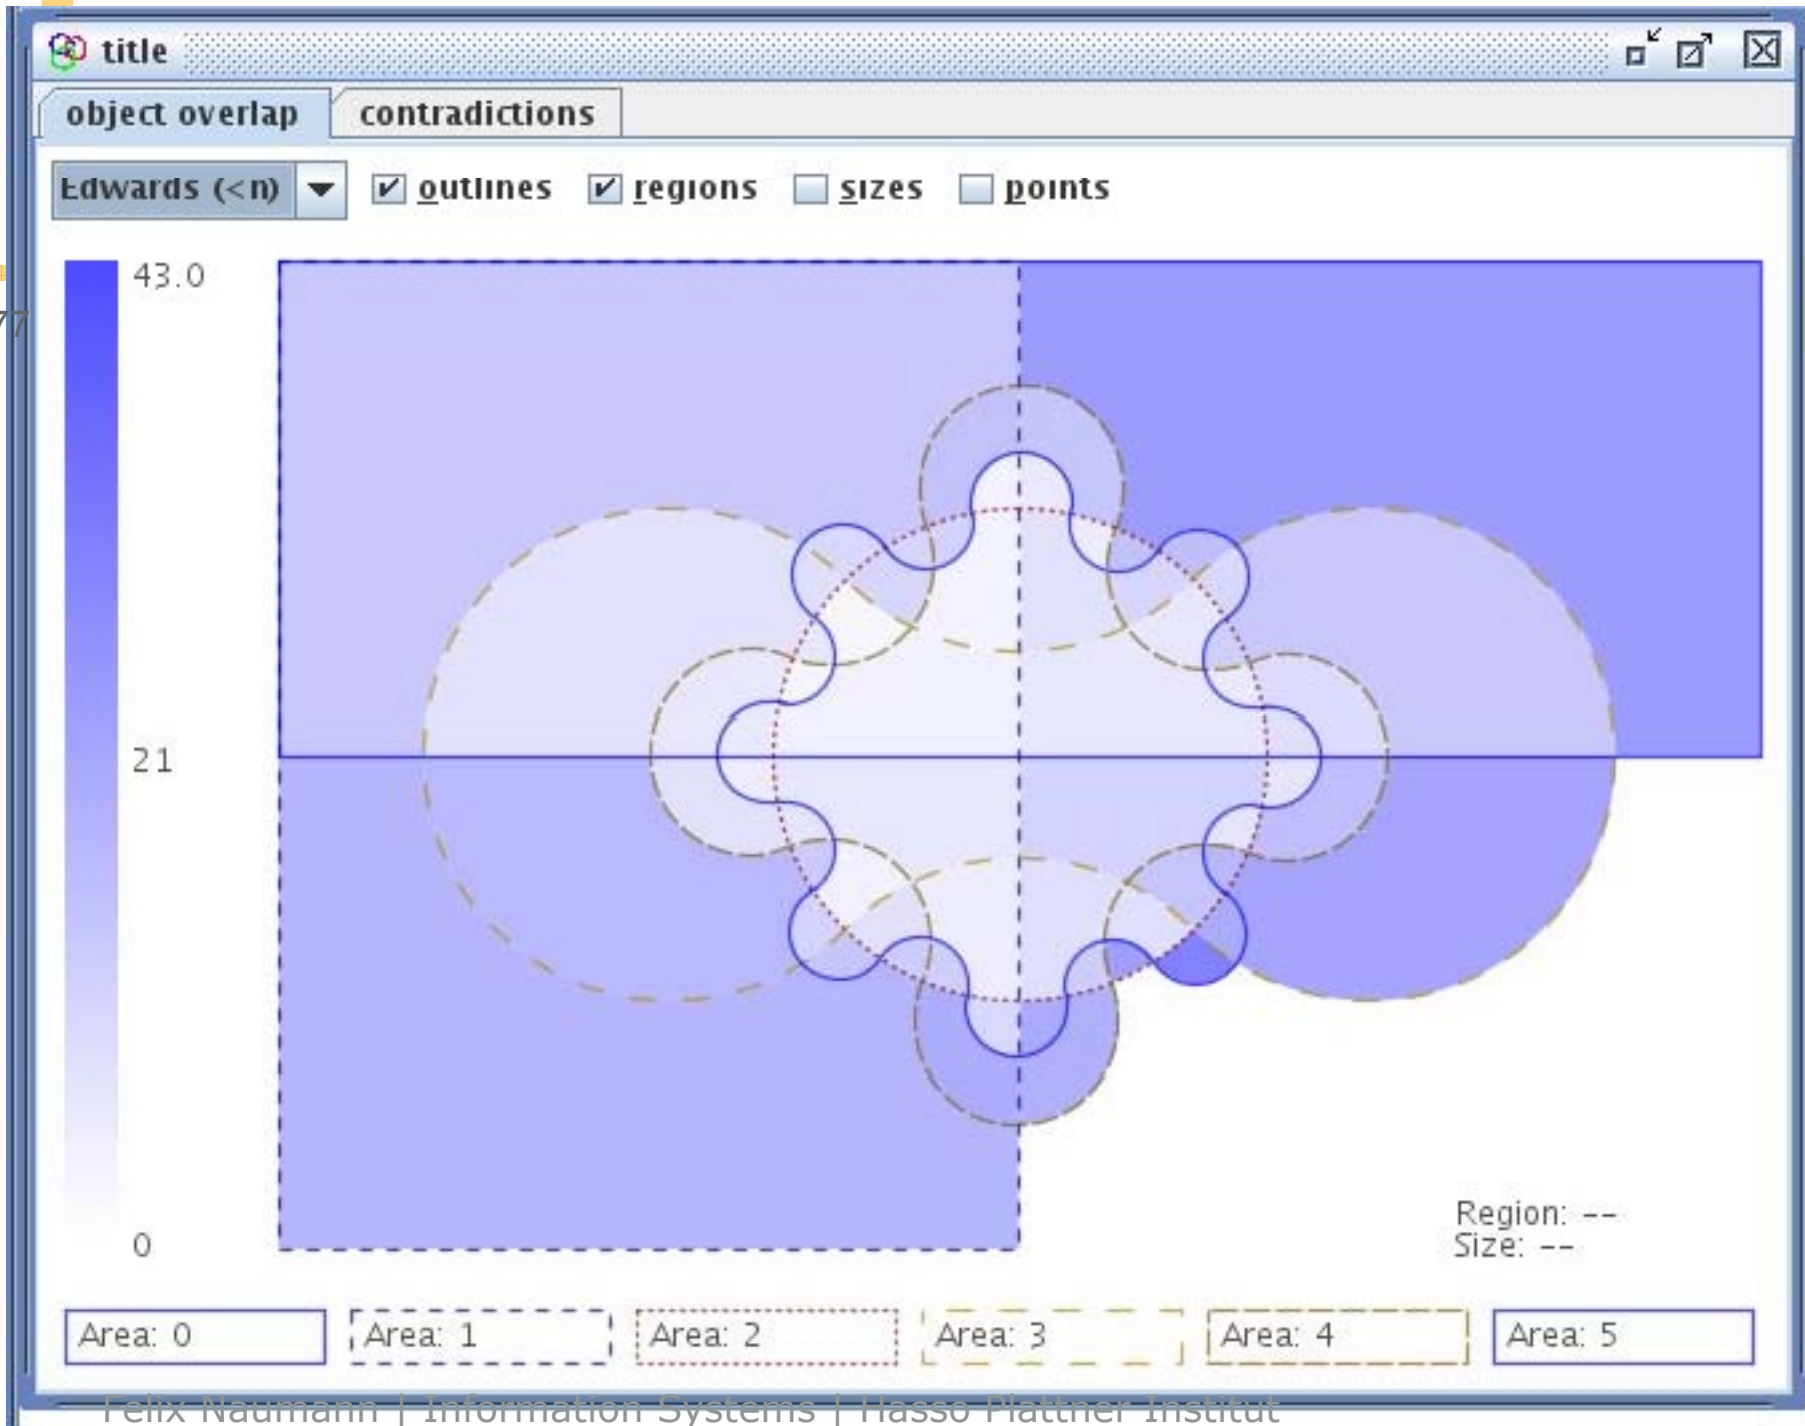 title
object overlap contradictions
Edwards (<n) outlines regions sizes points
43.0
77
21
Region: --
Size: --
0
Area: 0 Area: 1 Area: 2 Area: 3 Area: 4 Area: 5
Felix Naumann | Information Systems | Hasso Plattner Institut